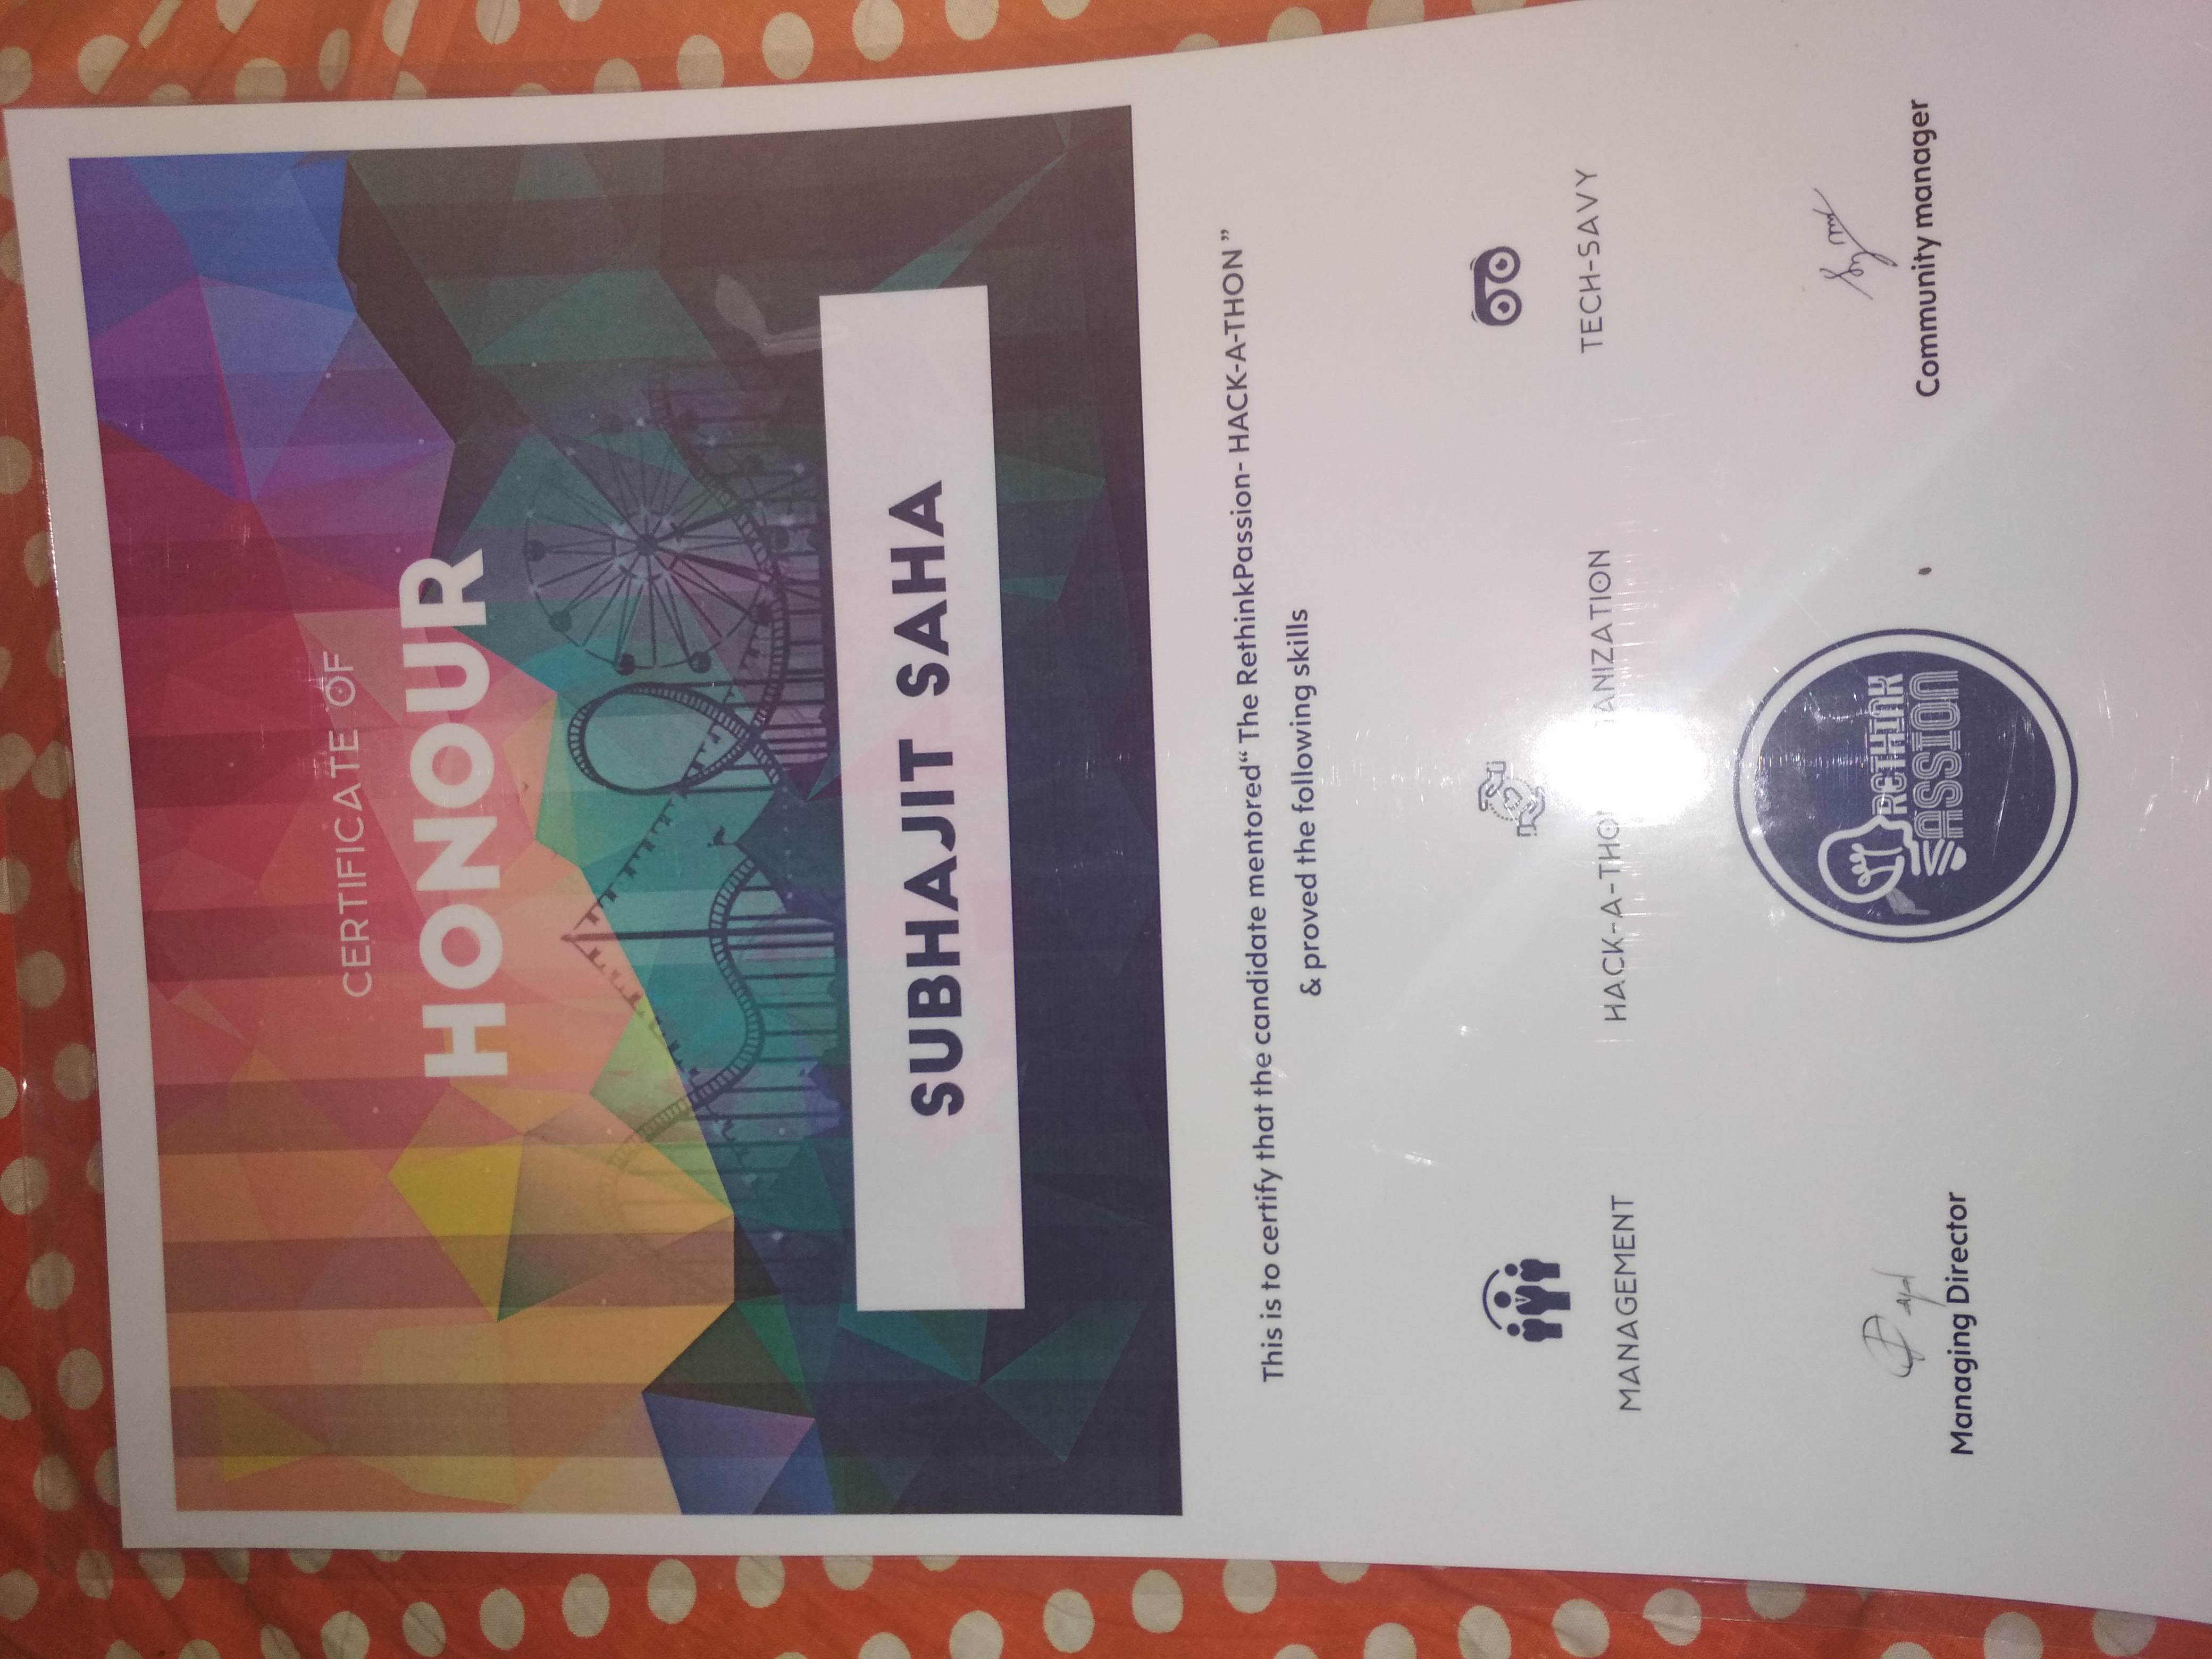 CERTIFICATE OF
HONOUR
SUBHAJIT SAHA
This is to certify that the candidate mentored“ The RethinkPassion- HACK-A-THON ”
& proved the following skills
MANAGEMENT
HACK-A-THO ANIZATION
TECH-SAVY
RETHINK
PASSION
Managing Director
Community manager